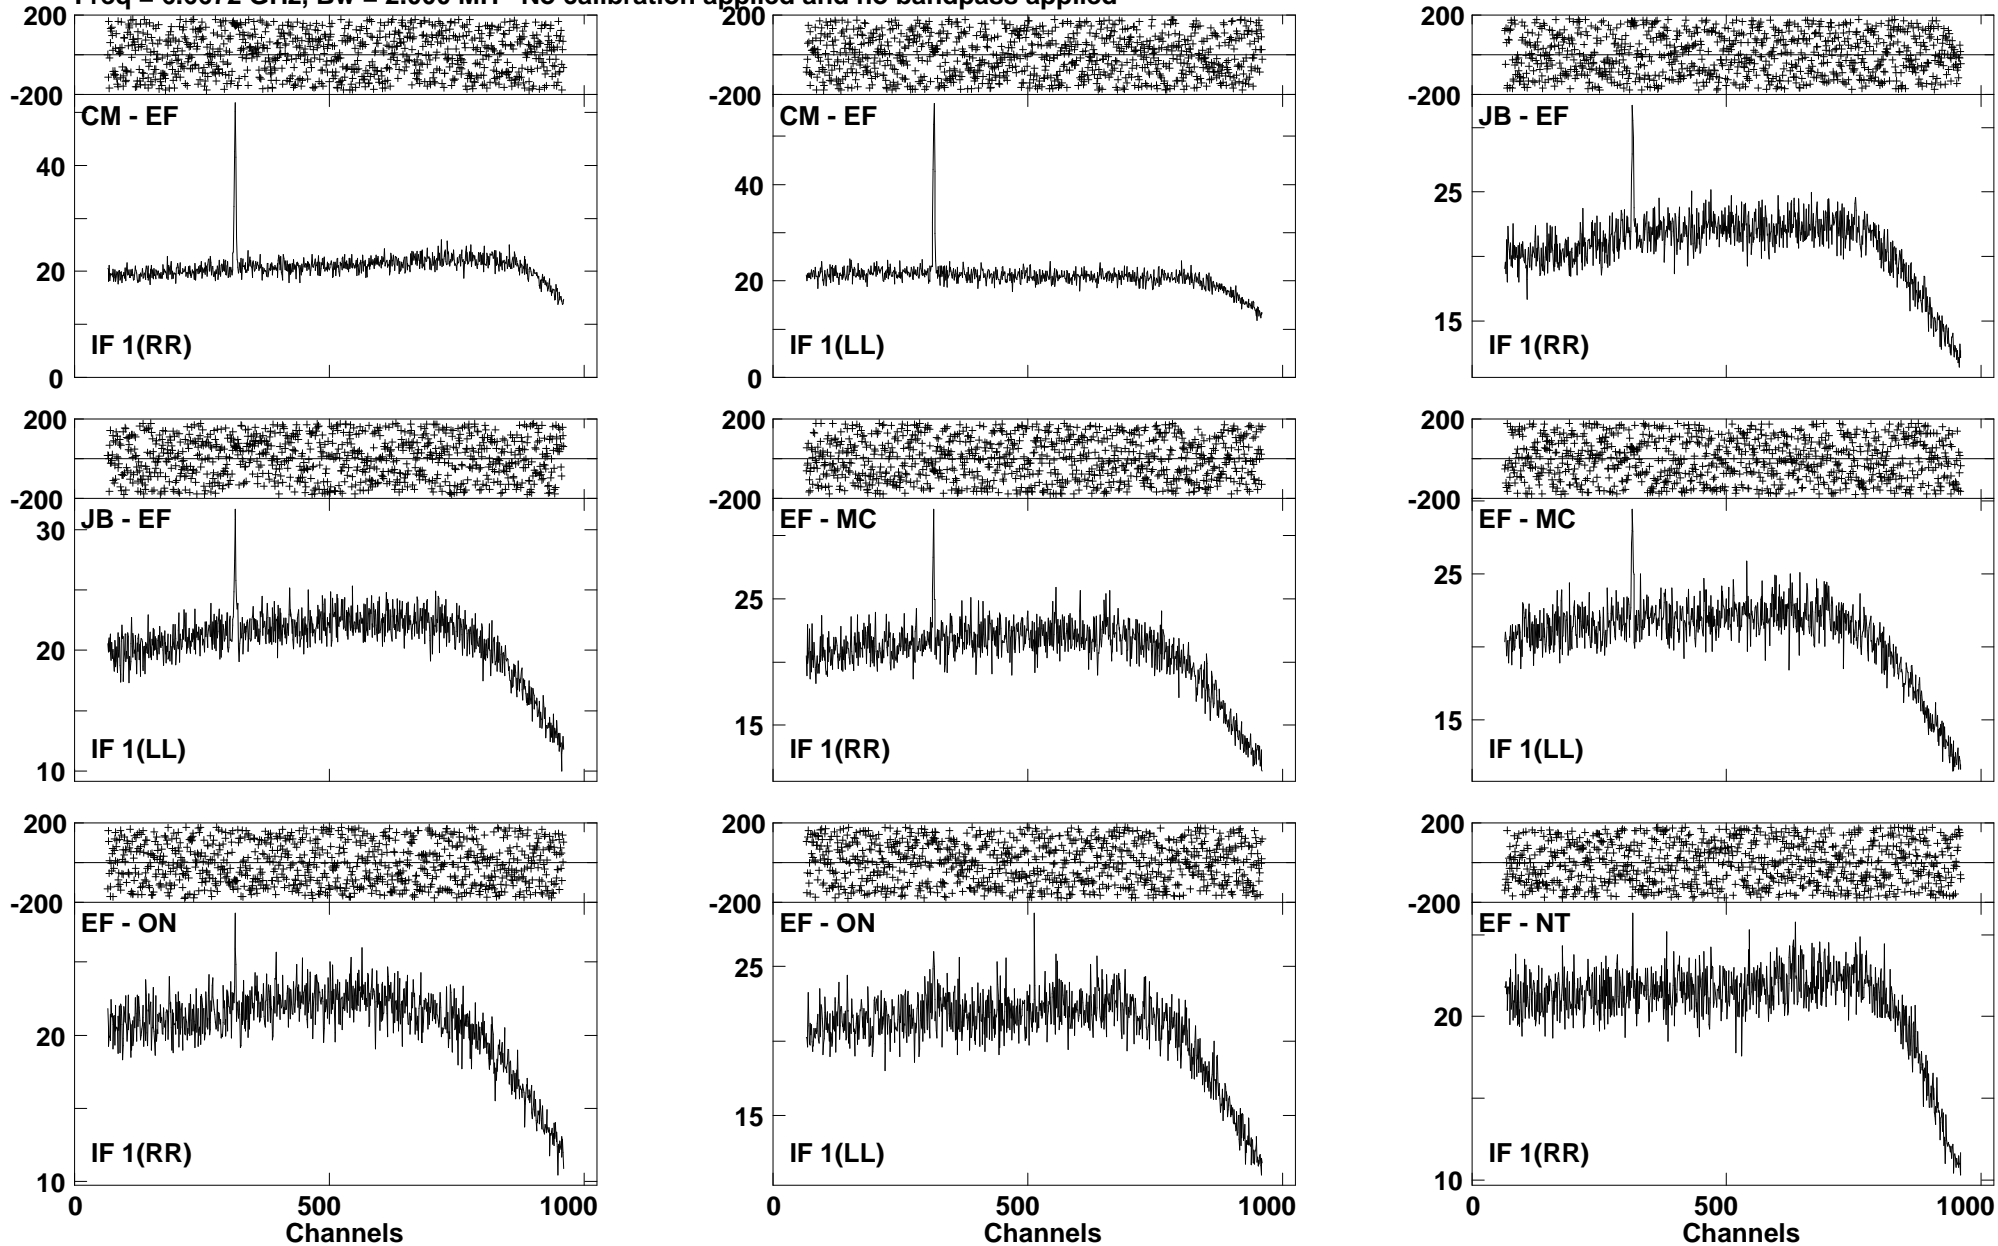 calibration applied and no bandpass applied
200 200 200
-200 -200 -200
CM - EF CM - EF JB - EF
40 40 25
20 20 15
IF 1(RR) IF 1(LL) IF 1(RR)
0 0
200 200 200
-200 -200 -200
JB - EF EF - MC EF - MC
30 25 25
20 15 15
IF 1(LL) IF 1(RR) IF 1(LL)
10
200 200 200
-200 -200 -200
EF - ON EF - ON EF - NT
20 25 20
15
IF 1(RR) IF 1(LL) IF 1(RR)
10 10
0 500 1000 0 500 1000 0 500 1000
Channels Channels Channels